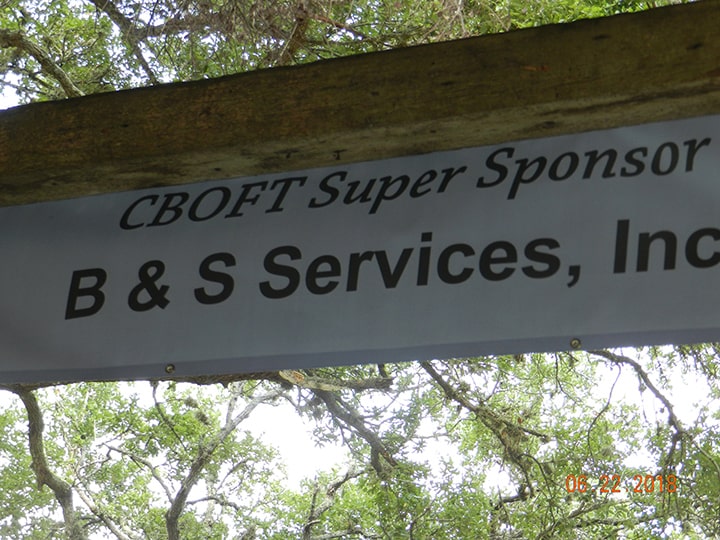 CBOFT Super Sponsor
B & S Services, Inc
06 22 2018